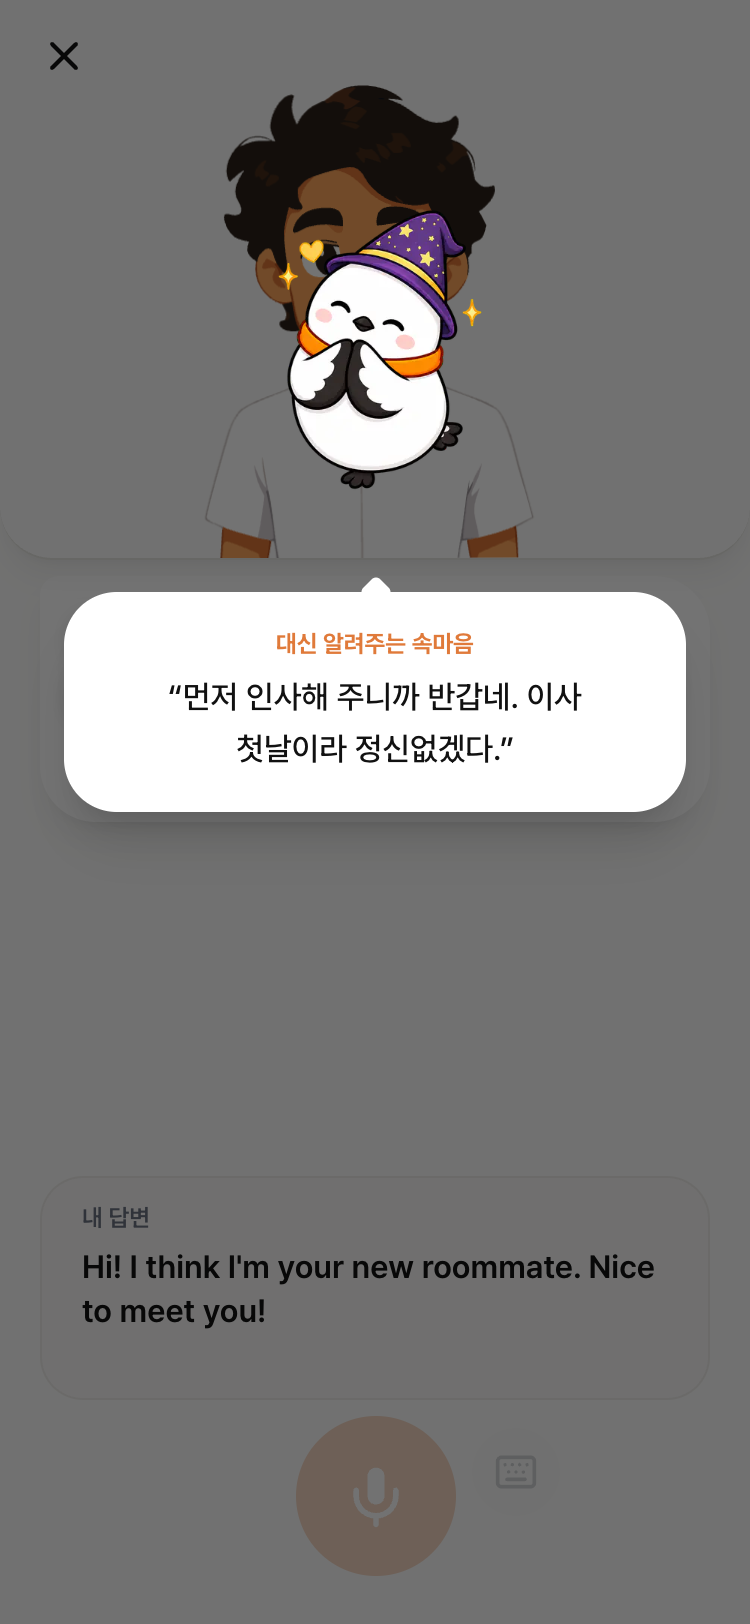 대신 알려주는 속마음
“먼저 인사해 주니까 반갑네. 이사
첫날이라 정신없겠다.”
내 답변
Hi! I think I'm your new roommate. Nice
to meet you!